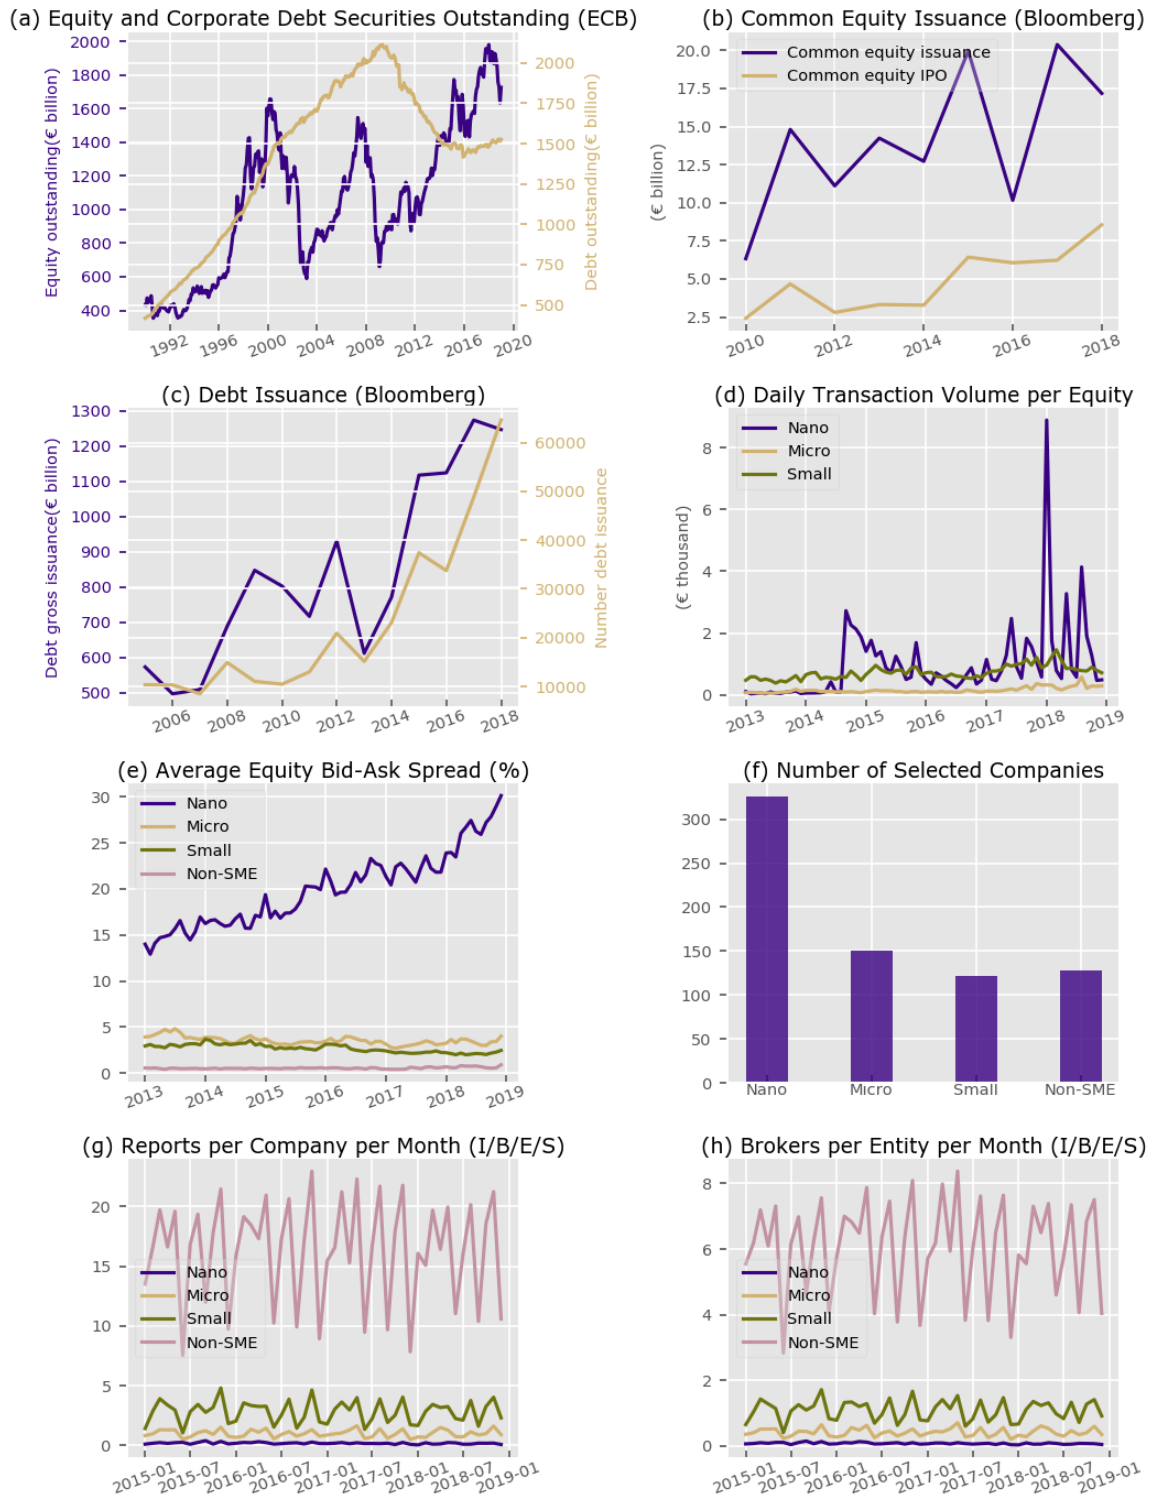 (a) Equity and Corporate Debt Securities Outstanding (ECB)
Equity outstanding(€ billion)
2000
1800
1600
1400
1200
1000
800
600
400
2000
1750
1500
1250
1000
750
500
Debt outstanding(€ billion)
1992 1996 2000 2004 2008 2012 2016 2020
(b) Common Equity Issuance (Bloomberg)
Common equity issuance
Common equity IPO
(€ billion)
20.0
17.5
15.0
12.5
10.0
7.5
5.0
2.5
2010 2012 2014 2016 2018
(c) Debt Issuance (Bloomberg)
Debt gross issuance(€ billion)
1300
1200
1100
1000
900
800
700
600
500
60000
50000
40000
30000
20000
10000
Number debt issuance
2006 2008 2010 2012 2014 2016 2018
(d) Daily Transaction Volume per Equity
Nano
Micro
Small
(€ thousand)
8
6
4
2
0
2013 2014 2015 2016 2017 2018 2019
(e) Average Equity Bid-Ask Spread (%)
Nano
Micro
Small
Non-SME
30
25
20
15
10
5
0
2013 2014 2015 2016 2017 2018 2019
(f) Number of Selected Companies
300
250
200
150
100
50
0
Nano Micro Small Non-SME
(g) Reports per Company per Month (I/B/E/S)
20
15
10
5
0
Nano
Micro
Small
Non-SME
2015-01 2015-07 2016-01 2016-07 2017-01 2017-07 2018-01 2018-07 2019-01
(h) Brokers per Entity per Month (I/B/E/S)
8
6
4
2
0
Nano
Micro
Small
Non-SME
2015-01 2015-07 2016-01 2016-07 2017-01 2017-07 2018-01 2018-07 2019-01